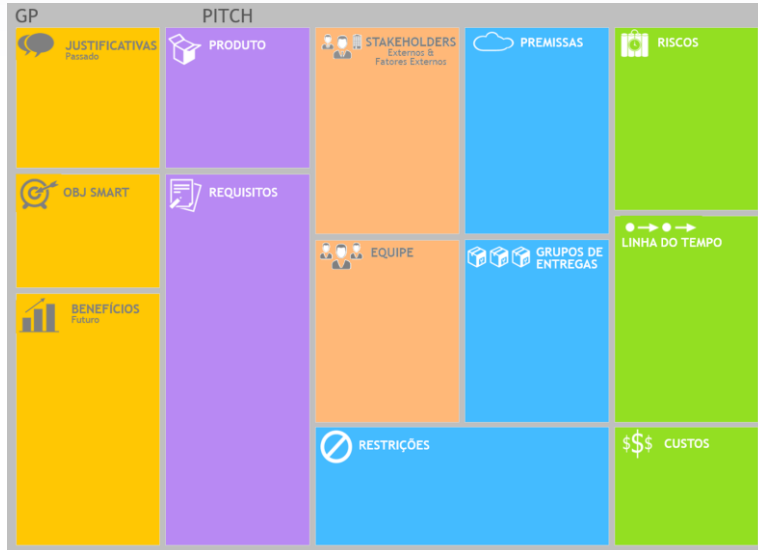 GP
PITCH
JUSTIFICATIVAS
Passado
PRODUTO
STAKEHOLDERS
Externos &
Fatores Externos
PREMISSAS
RISCOS
OBJ SMART
REQUISITOS
LINHA DO TEMPO
EQUIPE
GRUPOS DE
ENTREGAS
BENEFÍCIOS
Futuro
RESTRIÇÕES
$$$ CUSTOS